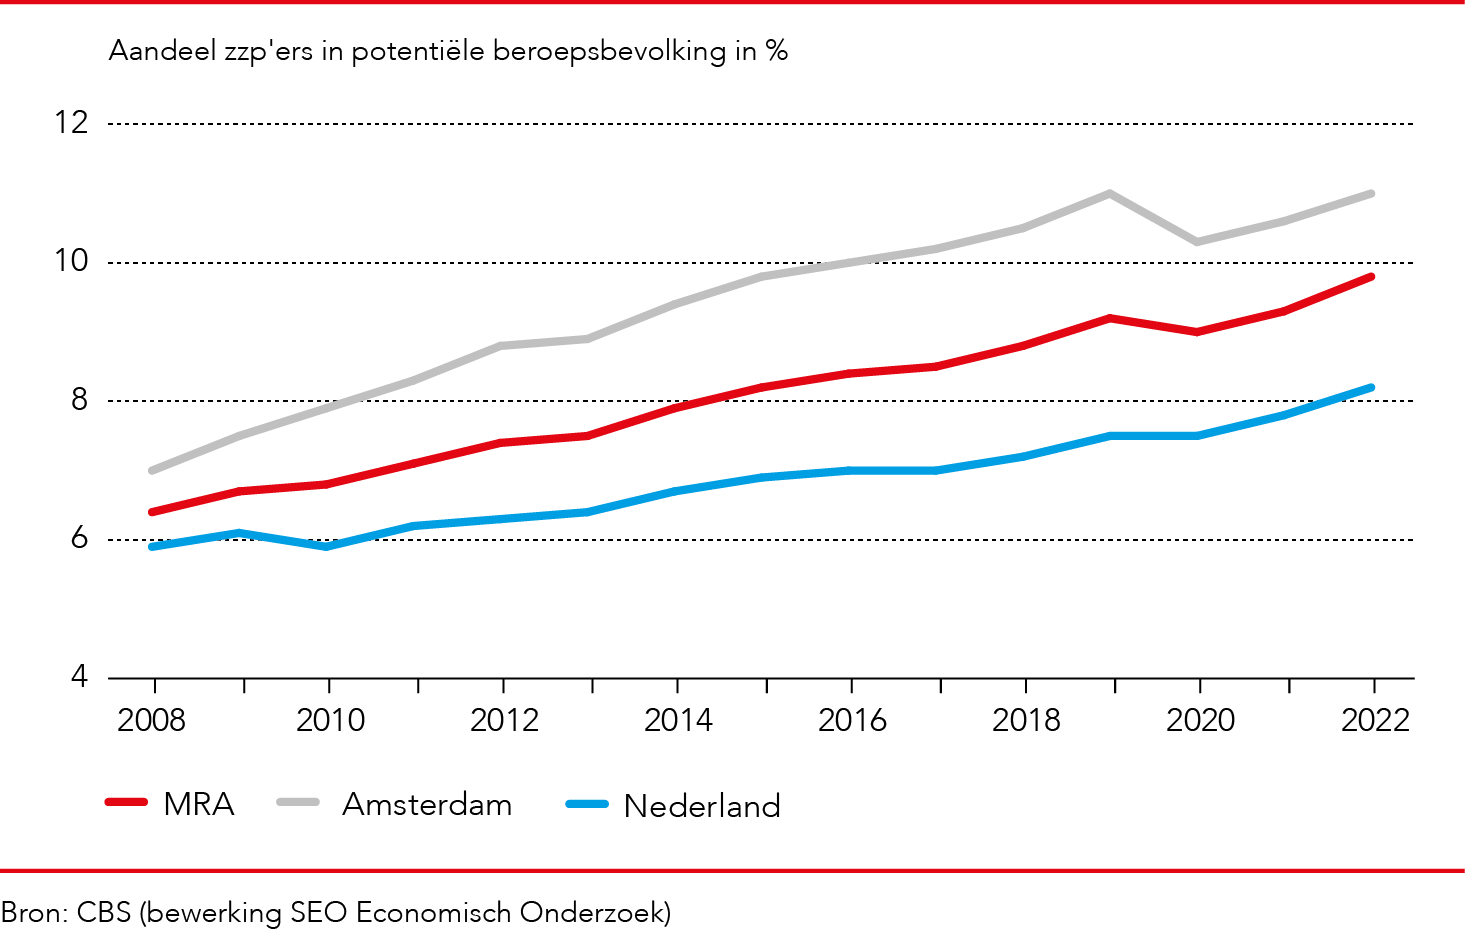 Aandeel zzp'ers in potentiële beroepsbevolking in %
12
10
8
6
4
2008 2010 2012 2014 2016 2018 2020 2022
MRA Amsterdam Nederland
Bron: CBS (bewerking SEO Economisch Onderzoek)